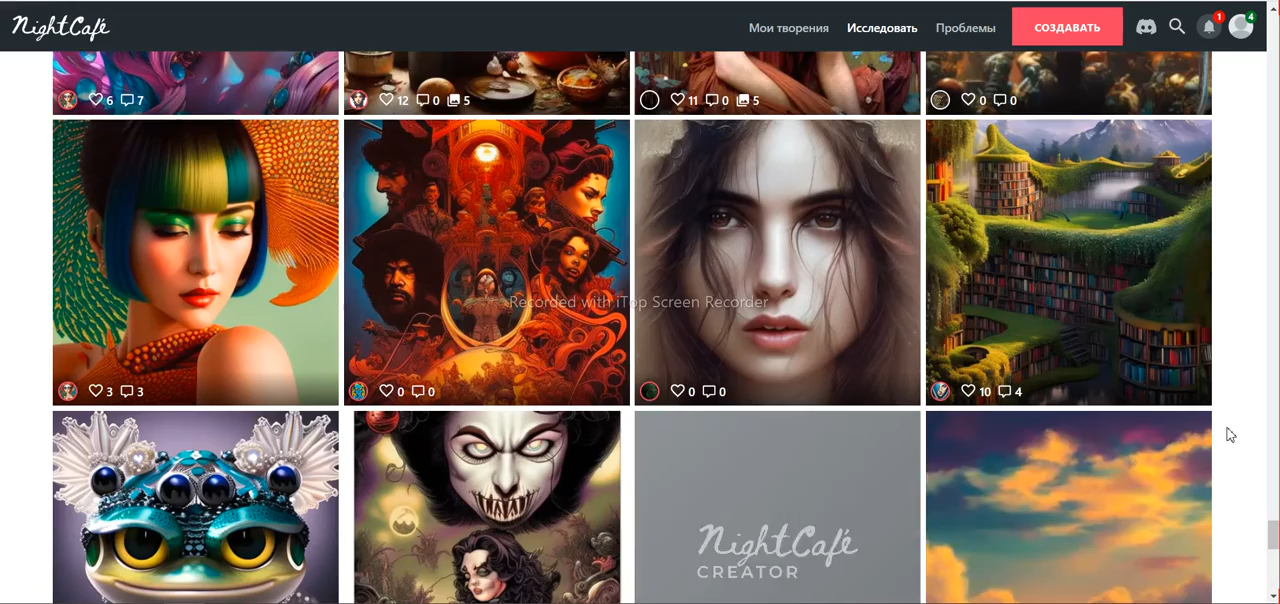 NightCafé
Мои творения
Исследовать
Проблемы
СОЗДАВАТЬ
1
4
6 7
12 0 5
11 0 5
0 0
3 3
0 0
0 0
10 4
Recorded with iTop Screen Recorder
NightCafé
CREATOR